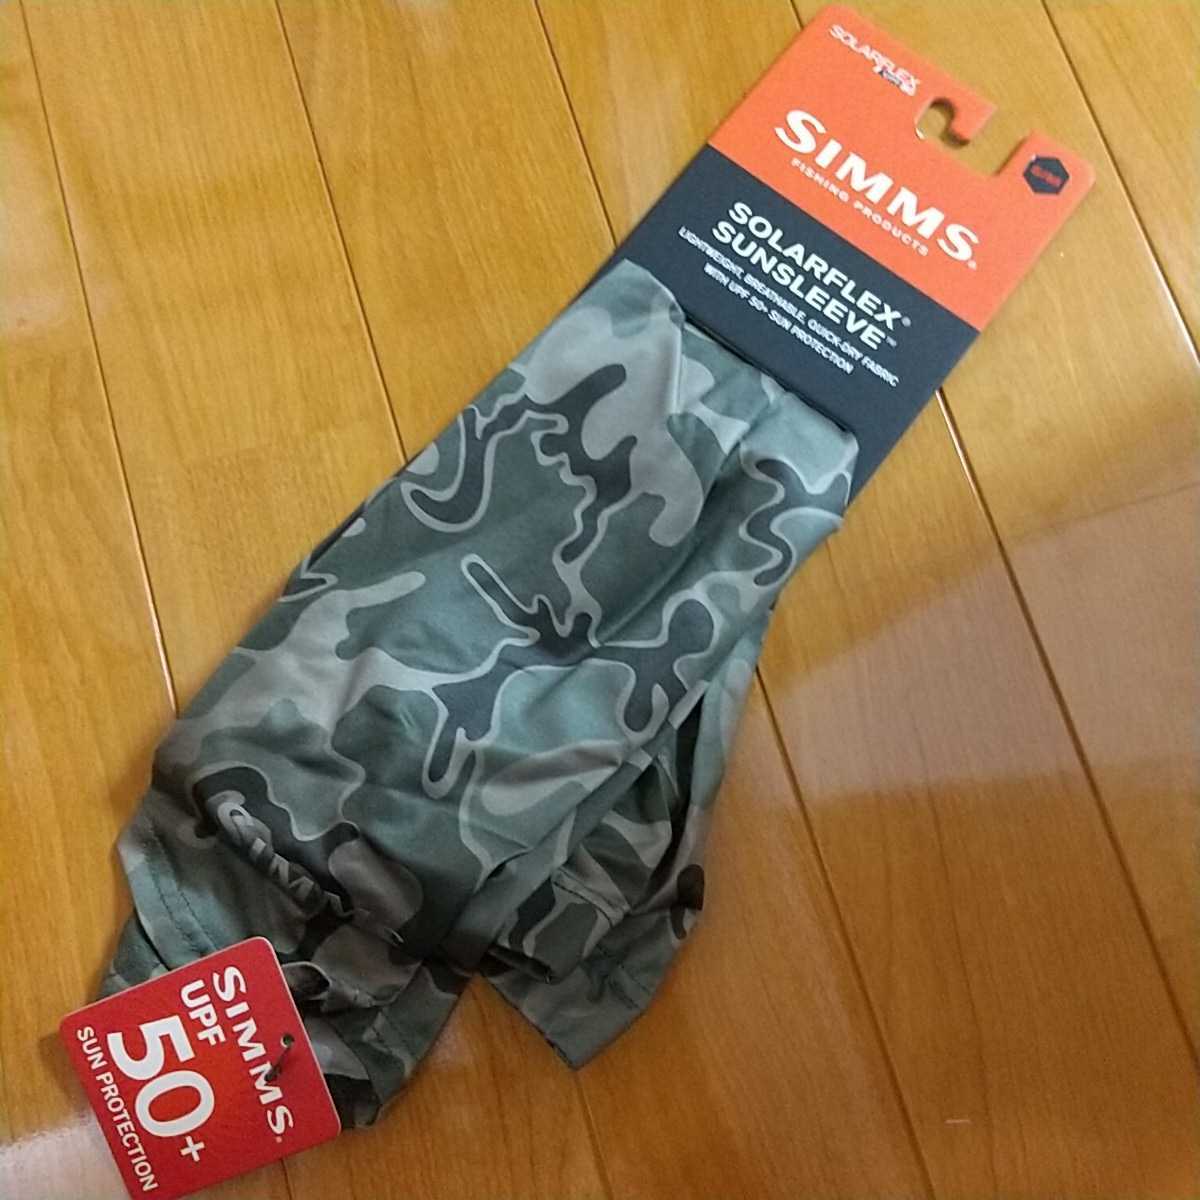 SOLARFLEX
SIMMS®
FISHING PRODUCTS
SOLARFLEX®
SUNSLEEVE™
LIGHTWEIGHT, BREATHABLE, QUICK-DRY FABRIC
WITH UPF 50+ SUN PROTECTION
SIMMS
SIMMS.
UPF
50+
SUN PROTECTION